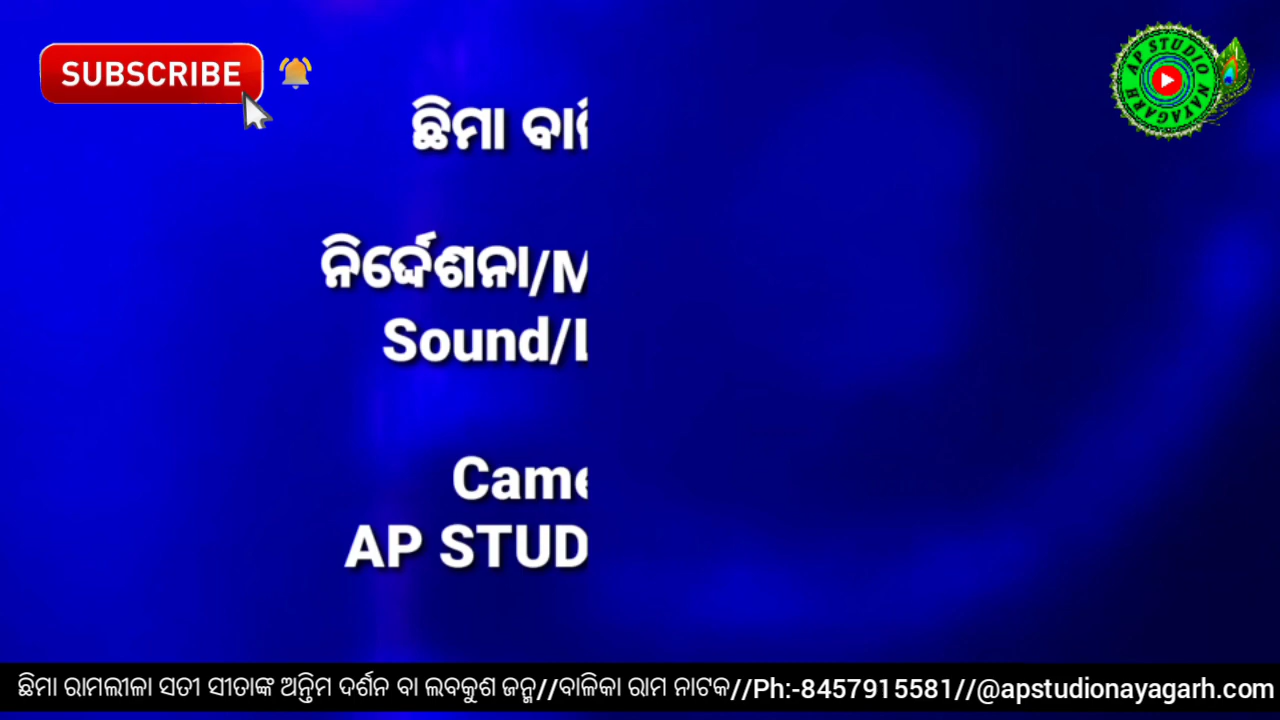 SUBSCRIBE
AP STUDIO NAYAGARH
ଛିମା
ନିର୍ଦ୍ଦେଶନା/M
Sound/L
Came
AP STUD
ଛିମା ରାମଲୀଳା ସତୀ ସୀତାଙ୍କ ଅନ୍ତିମ ଦର୍ଶନ ବା ଲବକୁଶ ଜନ୍ମ//ବାଳିକା ରାମ ନାଟକ//Ph:-8457915581//@apstudionayagarh.com